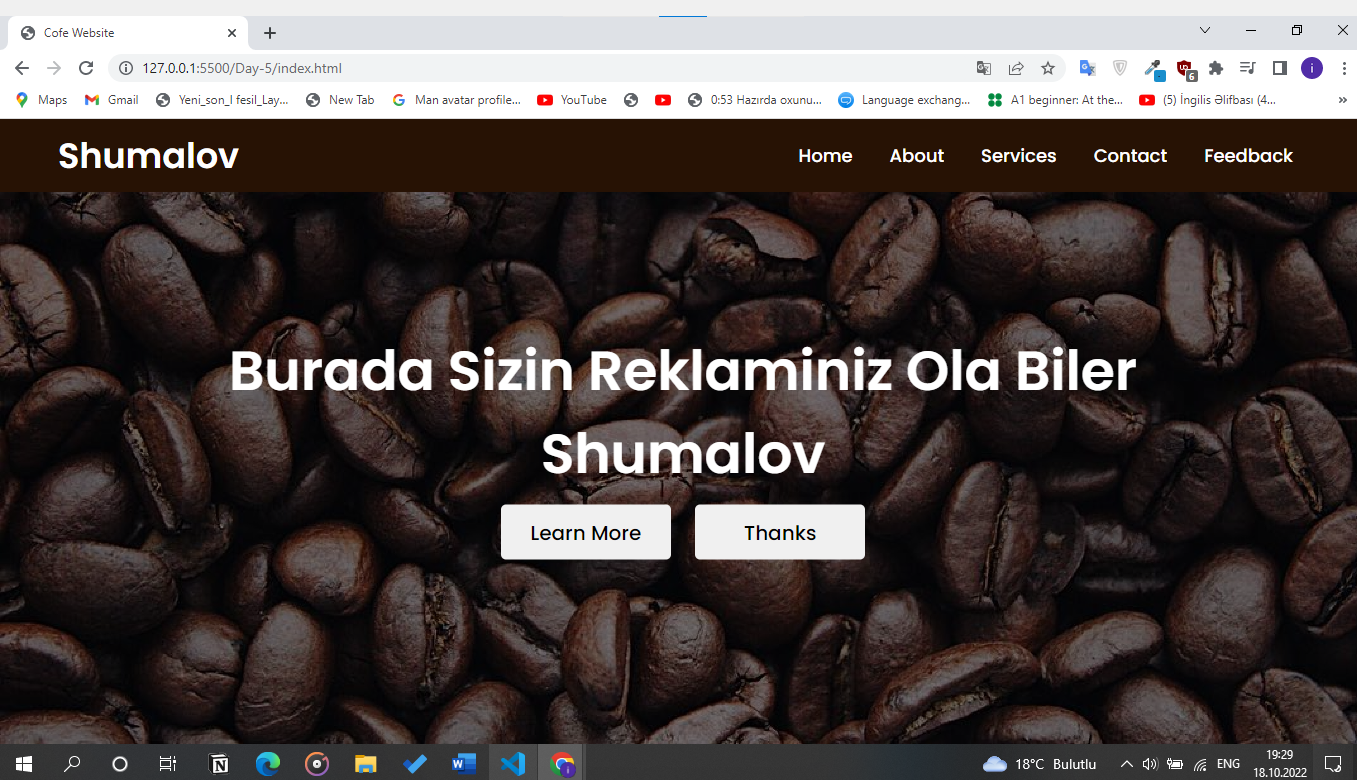 Cofe Website
127.0.0.1:5500/Day-5/index.html
Maps Gmail Yeni_son_I fesil_Lay... New Tab Man avatar profile... YouTube 0:53 Hazırda oxunu... Language exchang... A1 beginner: At the... (5) İngilis Əlifbası (4...
Shumalov Home About Services Contact Feedback
Burada Sizin Reklaminiz Ola Biler
Shumalov
Learn More Thanks
18°C Bulutlu ENG 19:29
18.10.2022